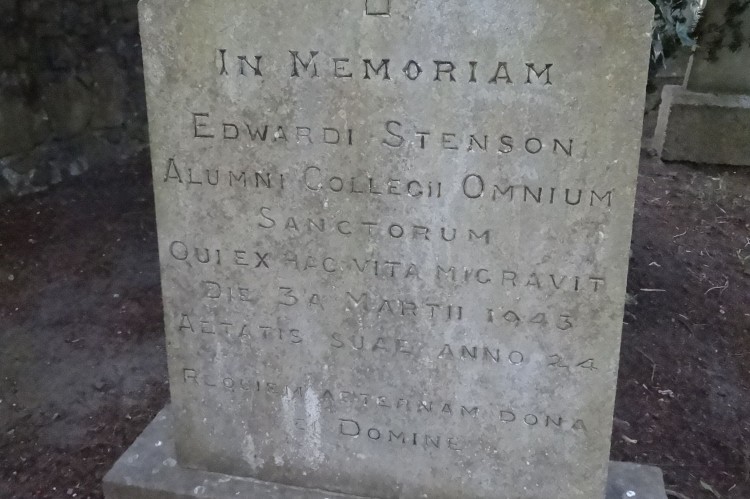 IN MEMORIAM
EDWARDI STENSON
ALUMNI COLLEGII OMNIUM
SANCTORUM
QUI EX HAC VITA MIGRAVIT
DIE 3A MARTII 1943
AETATIS SUAE ANNO 24
REQUIEM AETERNAM DONA
EI DOMINE